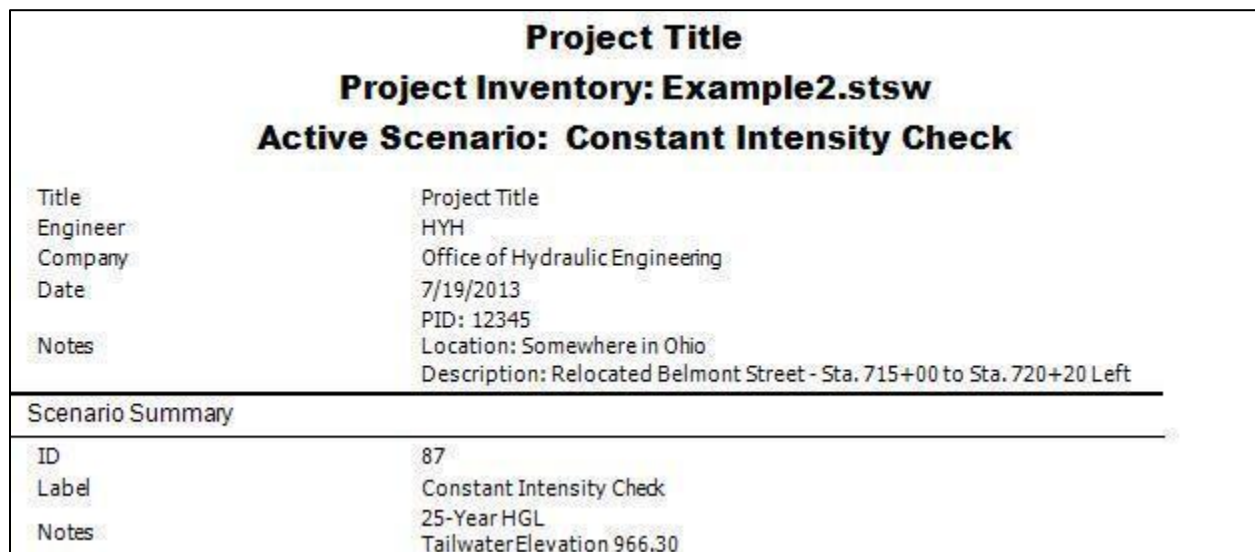 Project Title
Project Inventory: Example2.stsw
Active Scenario: Constant Intensity Check
Title Project Title
Engineer HYH
Company Office of Hydraulic Engineering
Date 7/19/2013
PID: 12345
Notes Location: Somewhere in Ohio
Description: Relocated Belmont Street - Sta. 715+00 to Sta. 720+20 Left
Scenario Summary
ID 87
Label Constant Intensity Check
Notes 25-Year HGL
Tailwater Elevation 966.30